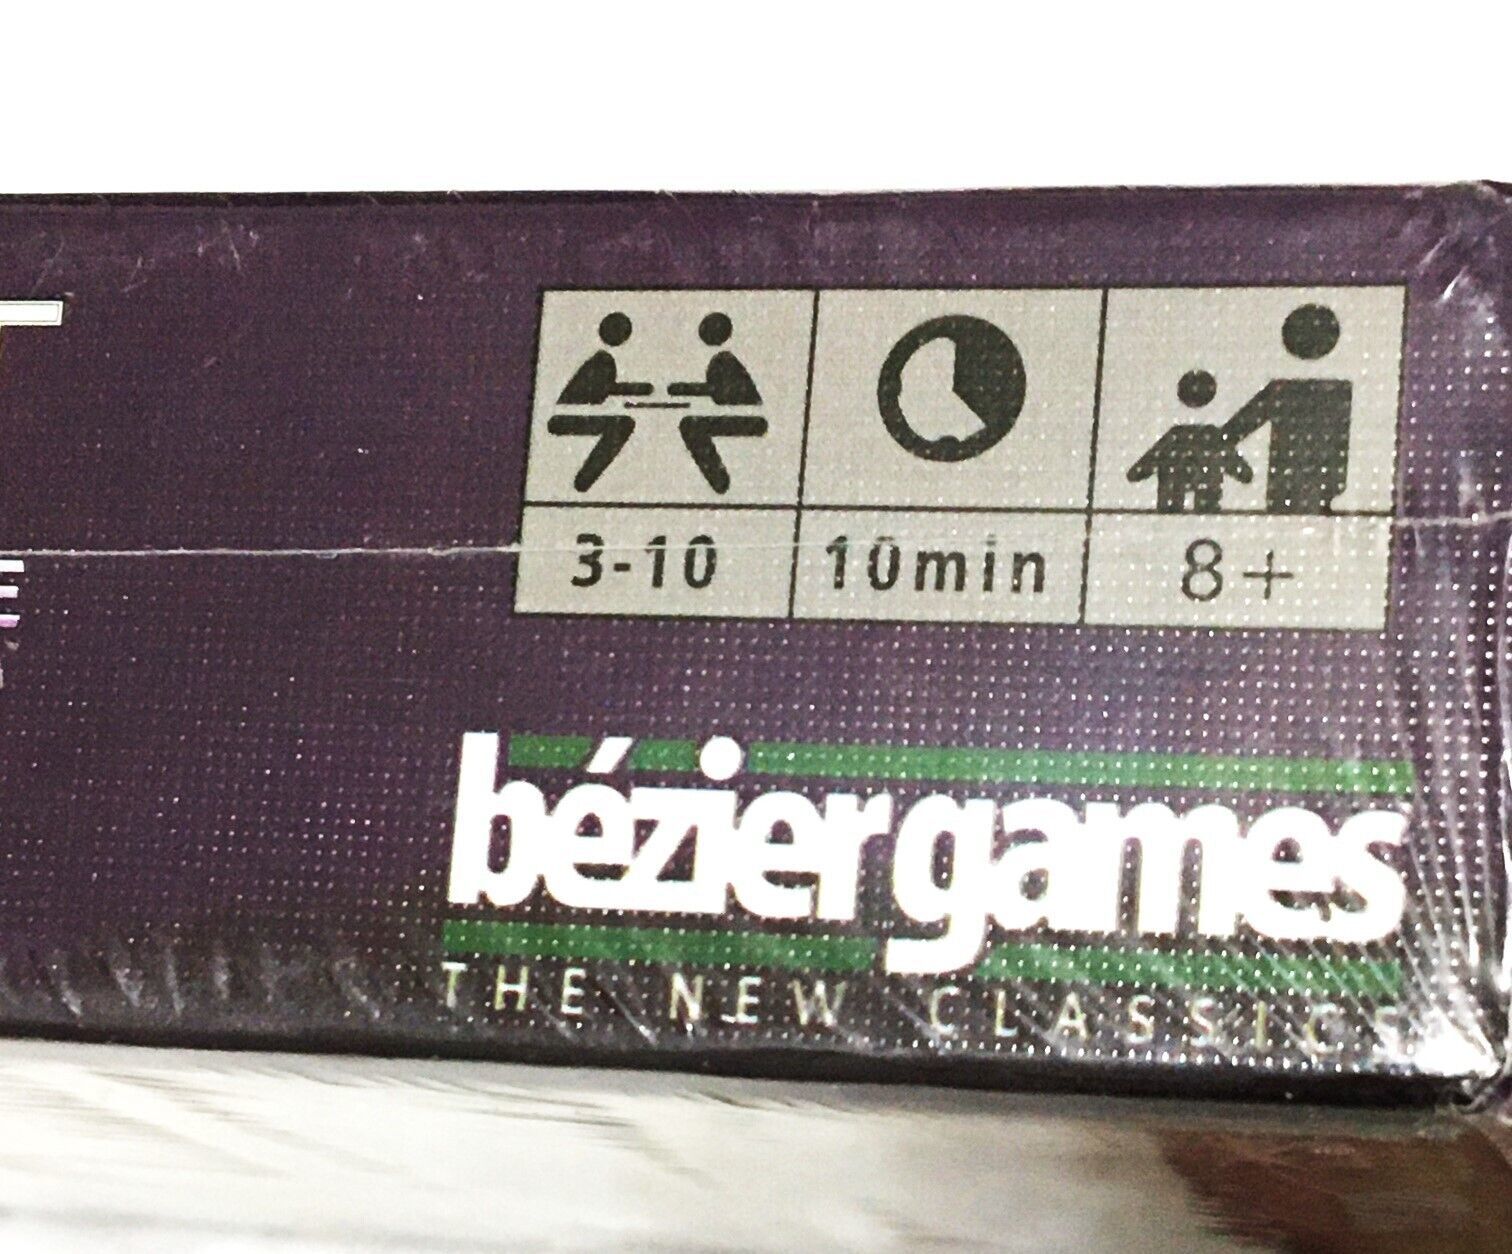 3-10 10min 8+
béziergames
THE NEW CLASSICS